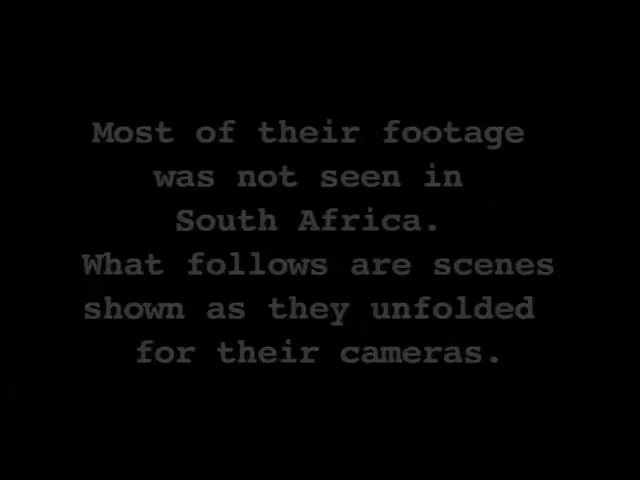 Most of their footage
was not seen in
South Africa.
What follows are scenes
shown as they unfolded
for their cameras.